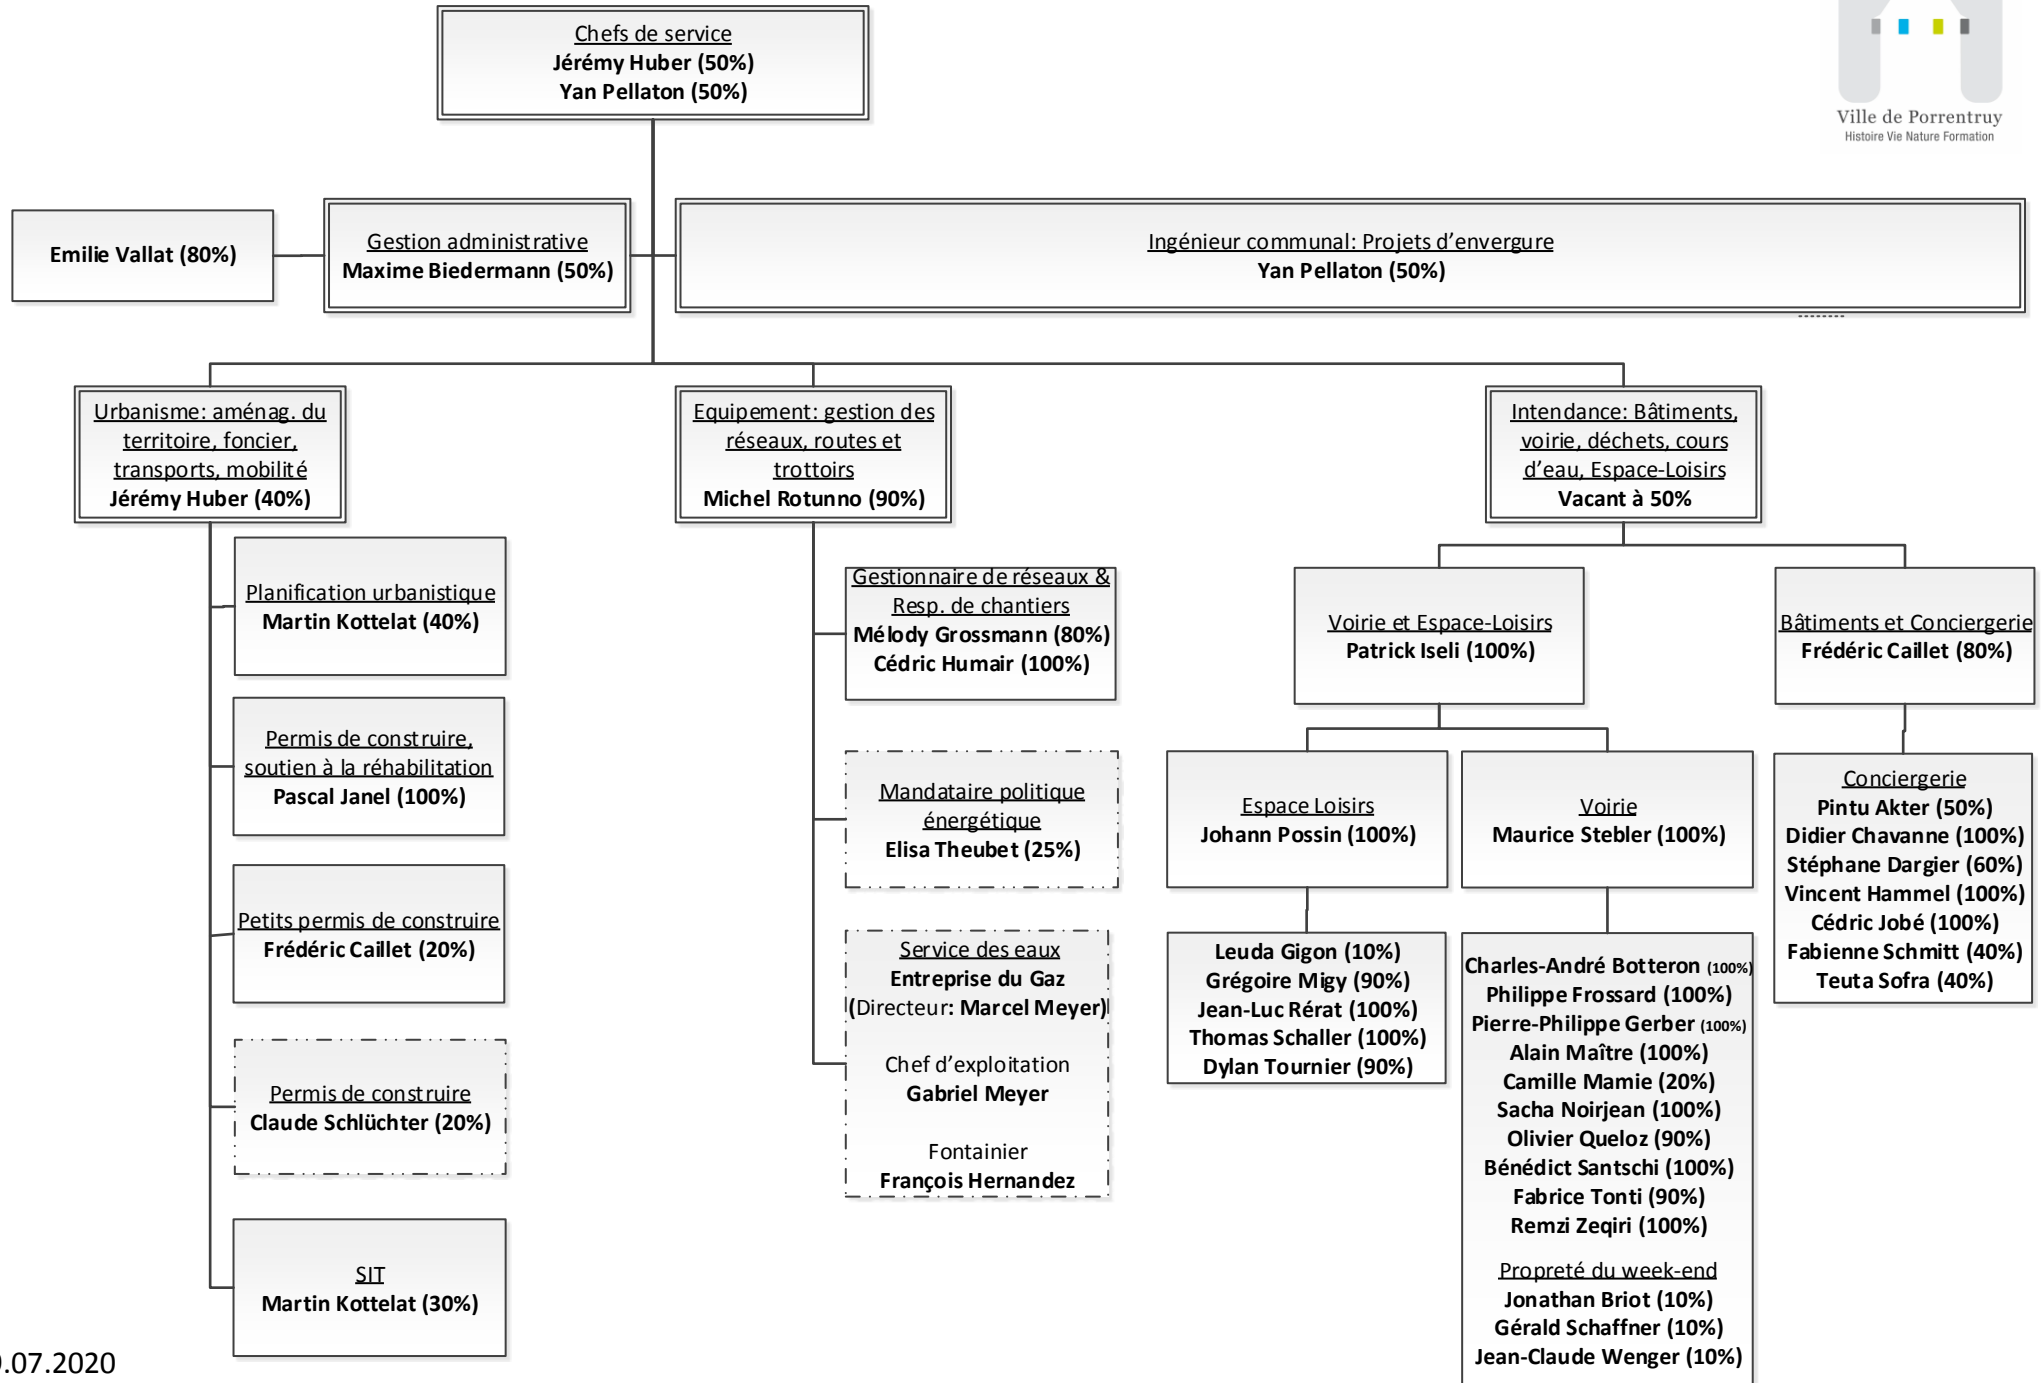 Chefs de service
Jérémy Huber (50%)
Yan Pellaton (50%)
Ville de Porrentruy
Histoire Vie Nature Formation
Emilie Vallat (80%)
Gestion administrative
Maxime Biedermann (50%)
Ingénieur communal: Projets d’envergure
Yan Pellaton (50%)
Urbanisme: aménag. du
territoire, foncier,
transports, mobilité
Jérémy Huber (40%)
Planification urbanistique
Martin Kottelat (40%)
Permis de construire,
soutien à la réhabilitation
Pascal Janel (100%)
Petits permis de construire
Frédéric Caillet (20%)
Permis de construire
Claude Schlüchter (20%)
SIT
Martin Kottelat (30%)
Equipement: gestion des
réseaux, routes et
trottoirs
Michel Rotunno (90%)
Gestionnaire de réseaux &
Resp. de chantiers
Mélody Grossmann (80%)
Cédric Humair (100%)
Mandataire politique
énergétique
Elisa Theubet (25%)
Service des eaux
Entreprise du Gaz
(Directeur: Marcel Meyer)
Chef d’exploitation
Gabriel Meyer
Fontainier
François Hernandez
Intendance: Bâtiments,
voirie, déchets, cours
d’eau, Espace-Loisirs
Vacant à 50%
Voirie et Espace-Loisirs
Patrick Iseli (100%)
Espace Loisirs
Johann Possin (100%)
Leuda Gigon (10%)
Grégoire Migy (90%)
Jean-Luc Rérat (100%)
Thomas Schaller (100%)
Dylan Tournier (90%)
Voirie
Maurice Stebler (100%)
Charles-André Botteron (100%)
Philippe Frossard (100%)
Pierre-Philippe Gerber (100%)
Alain Maître (100%)
Camille Mamie (20%)
Sacha Noirjean (100%)
Olivier Queloz (90%)
Bénédict Santschi (100%)
Fabrice Tonti (90%)
Remzi Zeqiri (100%)
Propreté du week-end
Jonathan Briot (10%)
Gérald Schaffner (10%)
Jean-Claude Wenger (10%)
Bâtiments et Conciergerie
Frédéric Caillet (80%)
Conciergerie
Pintu Akter (50%)
Didier Chavanne (100%)
Stéphane Dargier (60%)
Vincent Hammel (100%)
Cédric Jobé (100%)
Fabienne Schmitt (40%)
Teuta Sofra (40%)
.07.2020